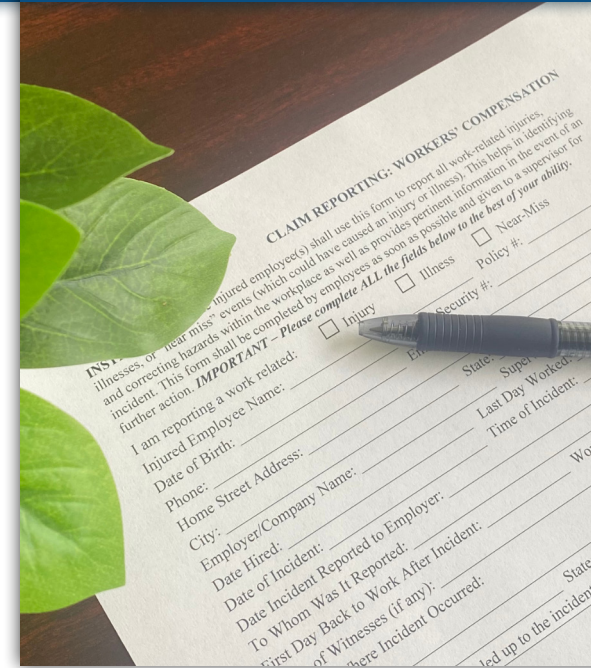 CLAIM REPORTING: WORKERS’ COMPENSATION
injured employee(s) shall use this form to report all work-related injuries,
illnesses, or “near miss” events (which could have caused an injury or illness). This helps in identifying
and correcting hazards within the workplace as well as provides pertinent information in the event of an
incident. This form shall be completed by employees as soon as possible and given to a supervisor for
further action. IMPORTANT – Please complete ALL the fields below to the best of your ability.
I am reporting a work related: Injury Illness Near-Miss
Injured Employee Name: Security #: Policy #:
Date of Birth:
Phone:
Home Street Address: State:
City:
Employer/Company Name: Last Day Worked:
Date Hired: Time of Incident:
Date of Incident:
Date Incident Reported to Employer:
To Whom Was It Reported:
First Day Back to Work After Incident:
of Witnesses (if any):
Incident Occurred: State
up to the incident